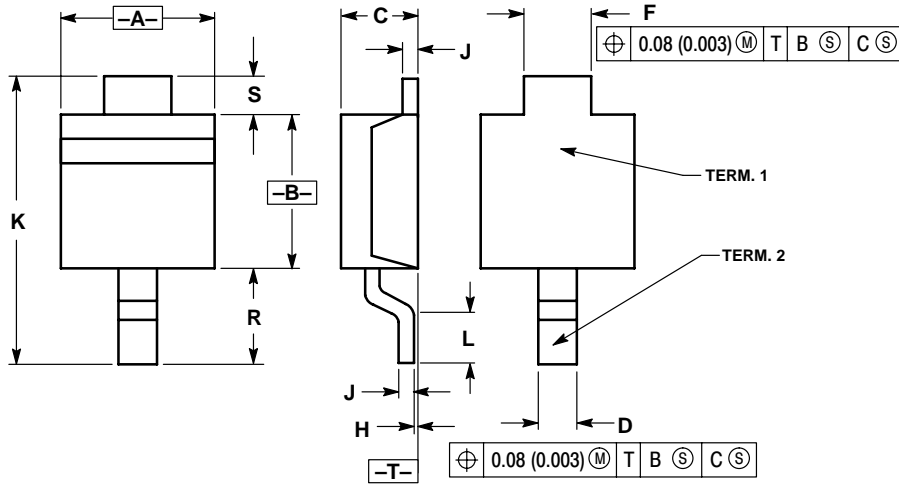 –A–
C
F
⌖ 0.08 (0.003) Ⓜ T B Ⓢ C Ⓢ
J
S
–B–
K
TERM. 1
TERM. 2
R
L
J
H
D
⌖ 0.08 (0.003) Ⓜ T B Ⓢ C Ⓢ
–T–